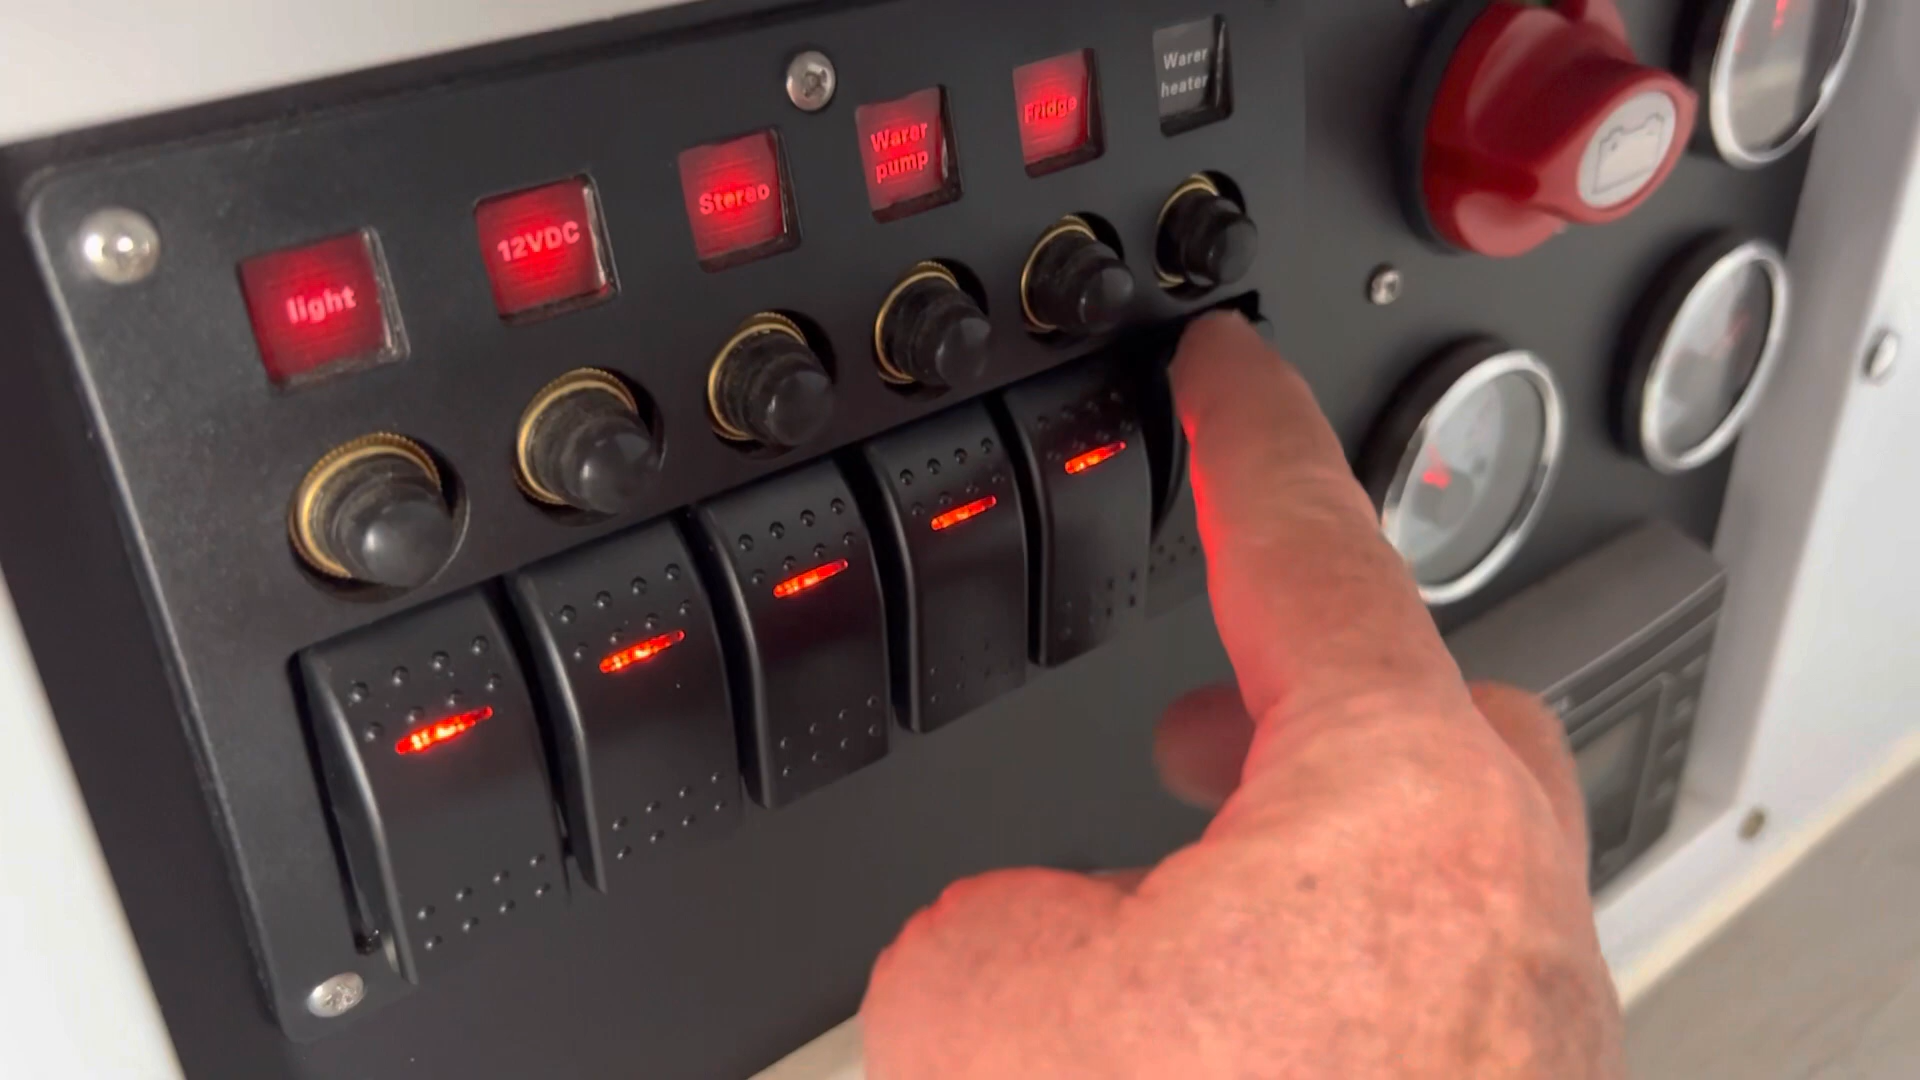 light
12VDC
Stereo
Warer
pump
Fridge
Warer
heater